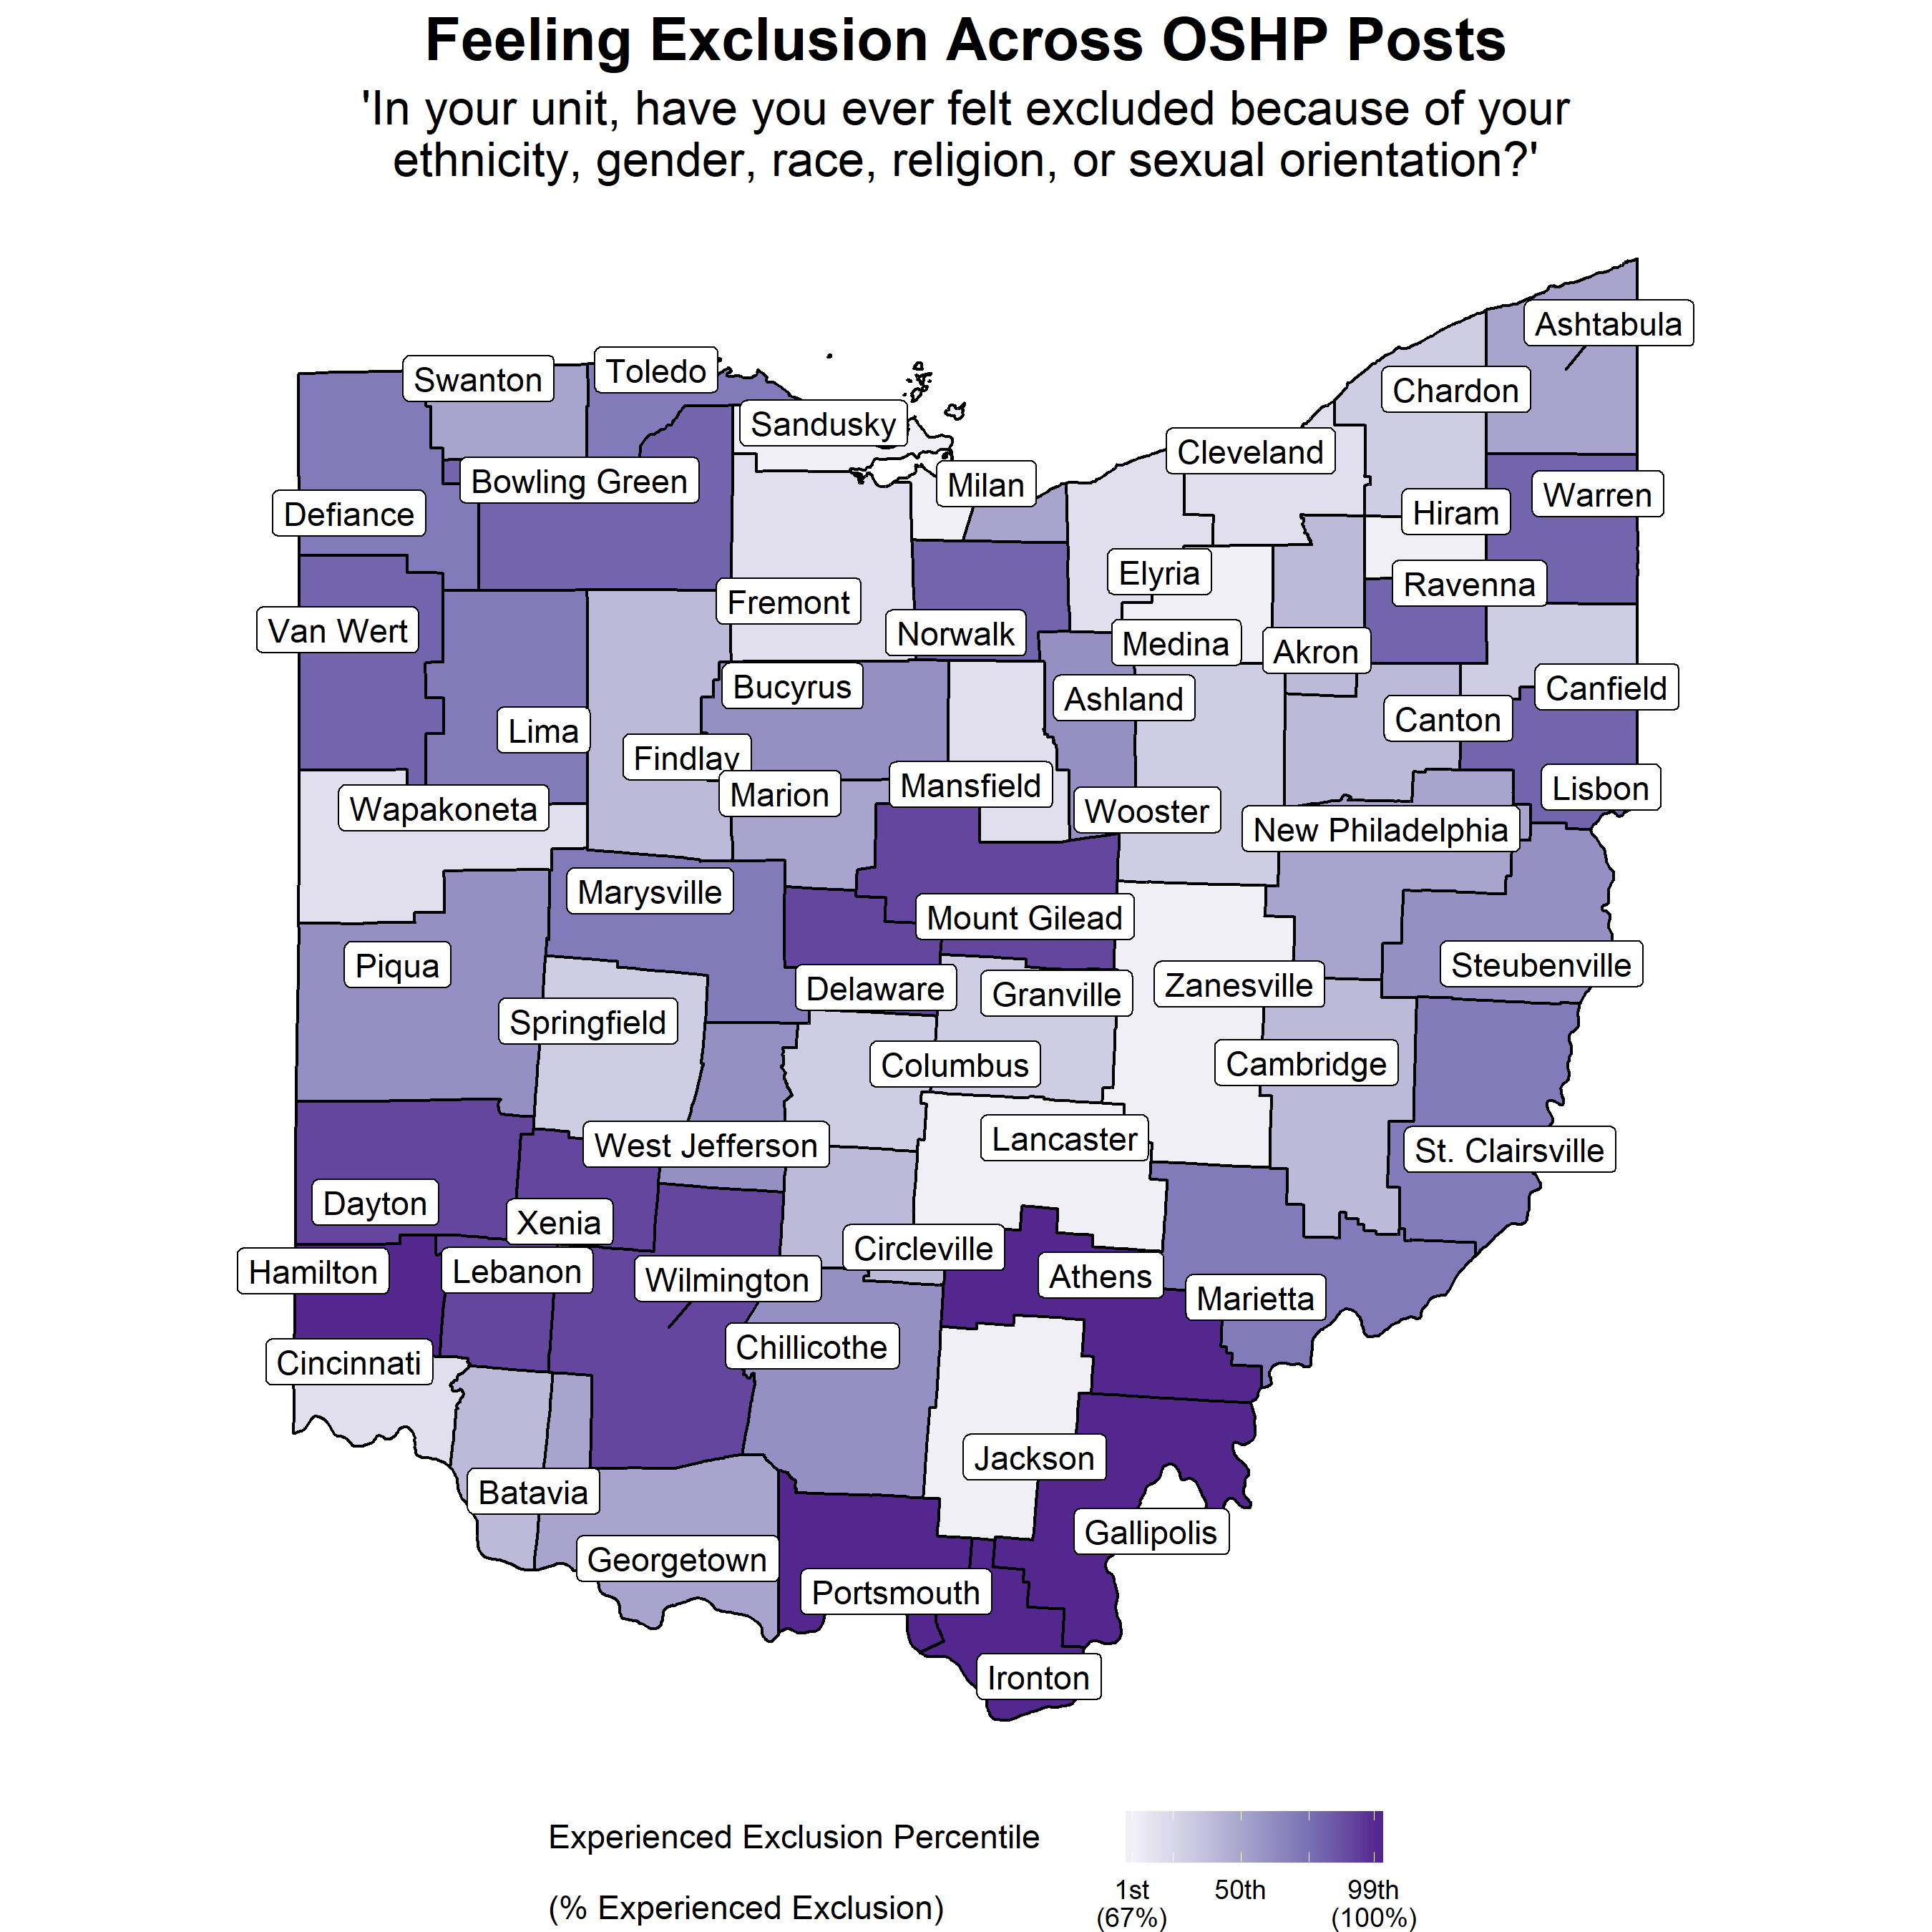 Feeling Exclusion Across OSHP Posts
'In your unit, have you ever felt excluded because of your
ethnicity, gender, race, religion, or sexual orientation?'
Ashtabula
Swanton
Toledo
Chardon
Sandusky
Cleveland
Bowling Green
Milan
Warren
Defiance
Hiram
Elyria
Ravenna
Fremont
Van Wert
Norwalk
Medina
Akron
Bucyrus
Ashland
Canfield
Lima
Canton
Findlay
Marion
Mansfield
Lisbon
Wapakoneta
Wooster
New Philadelphia
Marysville
Mount Gilead
Piqua
Steubenville
Delaware
Granville
Zanesville
Springfield
Columbus
Cambridge
West Jefferson
Lancaster
St. Clairsville
Dayton
Xenia
Circleville
Hamilton
Lebanon
Wilmington
Athens
Marietta
Chillicothe
Cincinnati
Jackson
Batavia
Gallipolis
Georgetown
Portsmouth
Ironton
Experienced Exclusion Percentile
(% Experienced Exclusion)
1st 50th 99th
(67%) (100%)